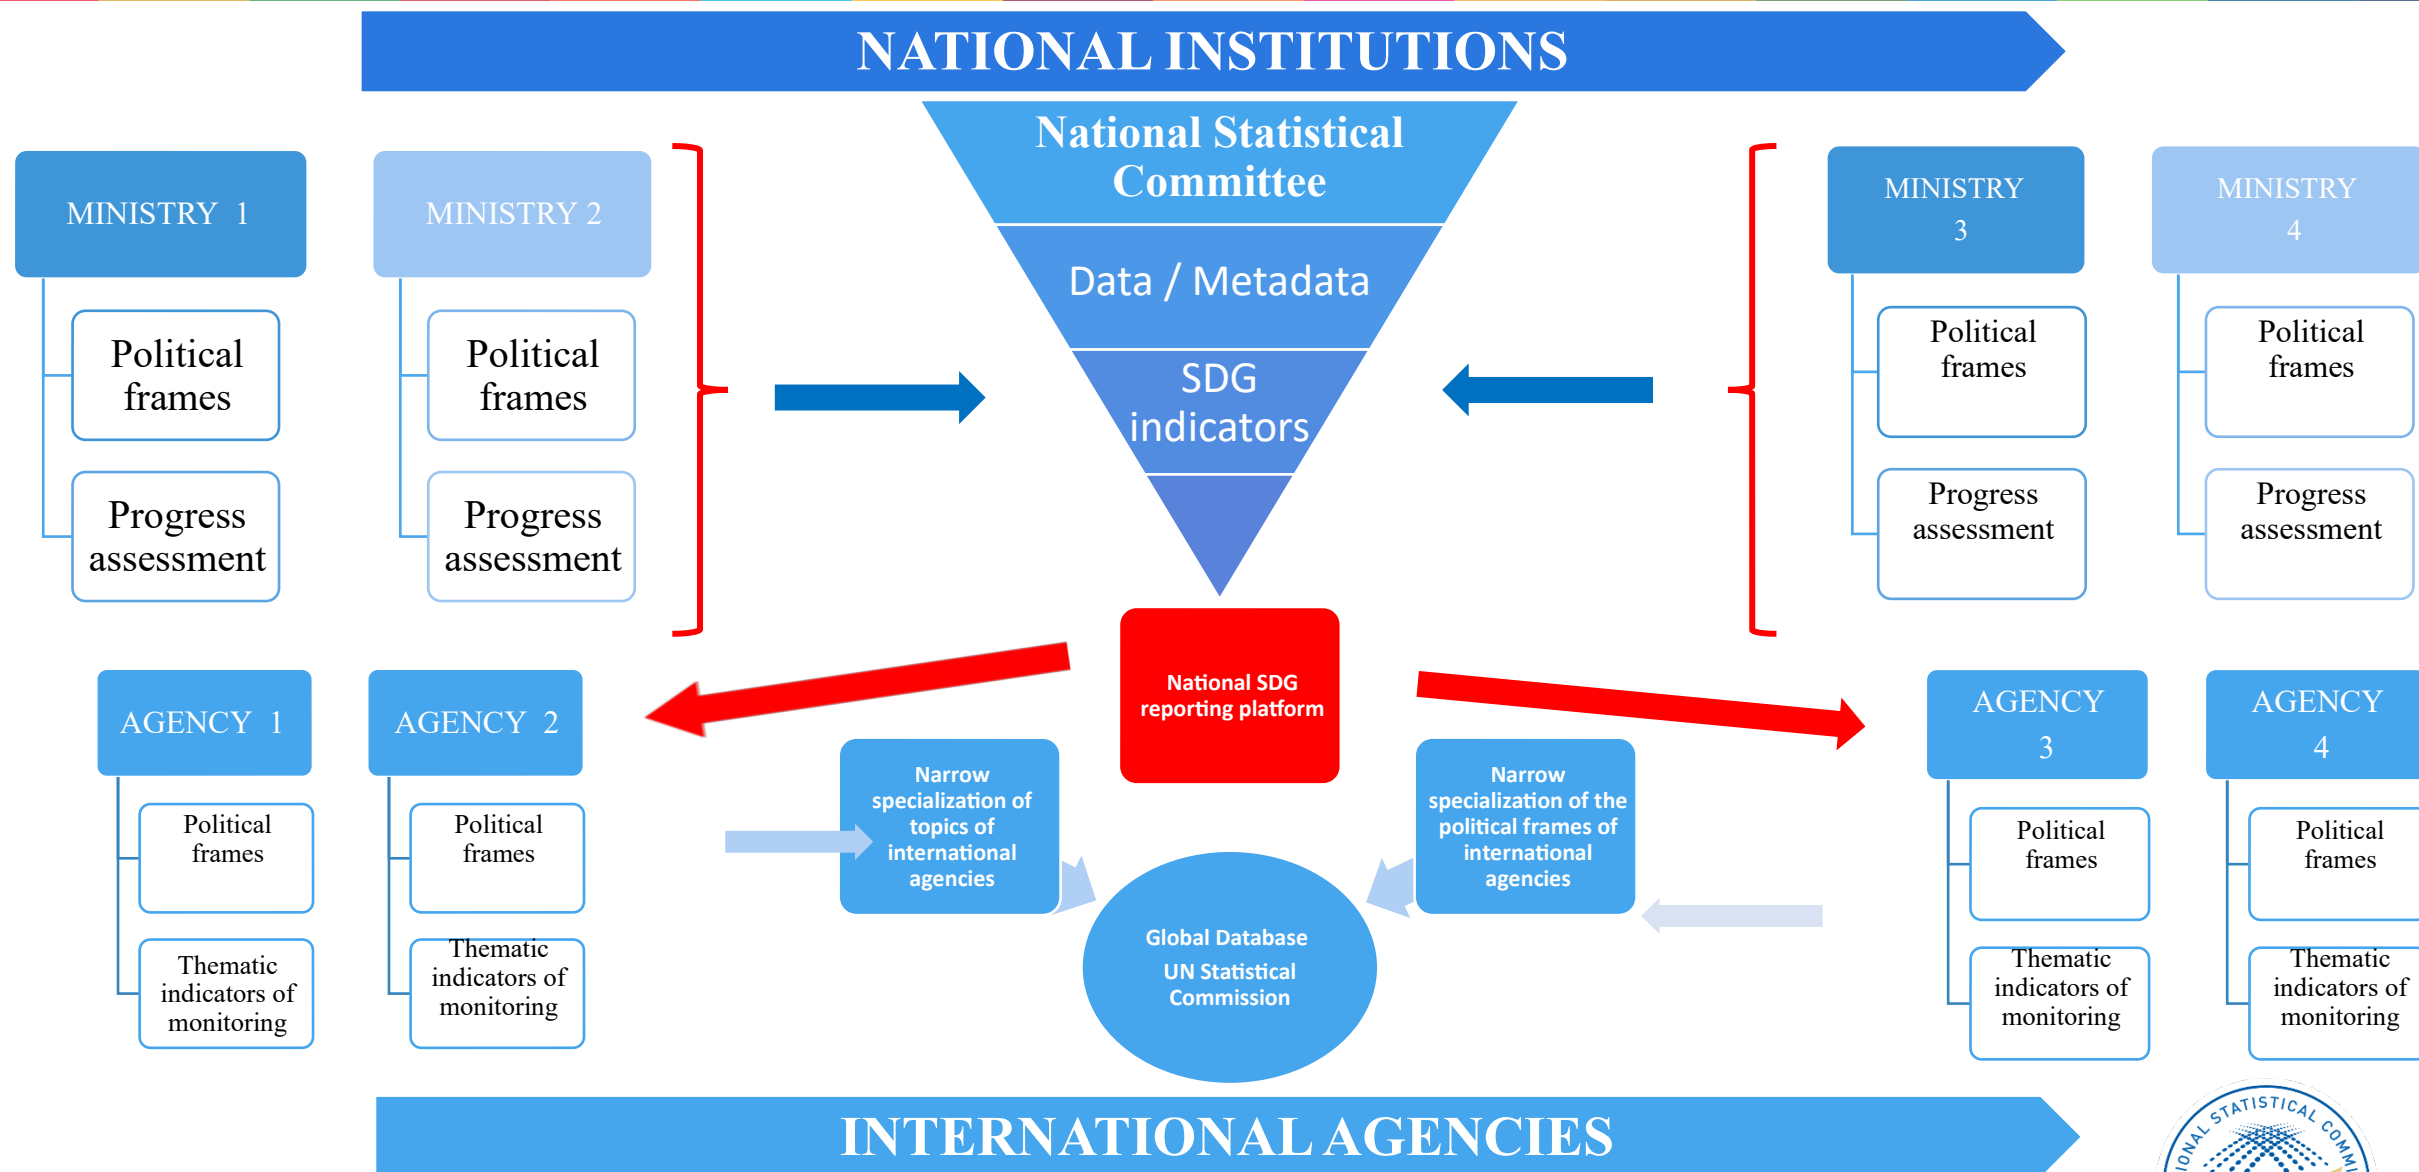 NATIONAL INSTITUTIONS
National Statistical
Committee
Data / Metadata
SDG
indicators
MINISTRY 1
Political
frames
Progress
assessment
MINISTRY 2
Political
frames
Progress
assessment
MINISTRY
3
Political
frames
Progress
assessment
MINISTRY
4
Political
frames
Progress
assessment
National SDG
reporting platform
AGENCY 1
Political
frames
Thematic
indicators of
monitoring
AGENCY 2
Political
frames
Thematic
indicators of
monitoring
Narrow
specialization of
topics of
international
agencies
Narrow
specialization of the
political frames of
international
agencies
Global Database
UN Statistical
Commission
AGENCY
3
Political
frames
Thematic
indicators of
monitoring
AGENCY
4
Political
frames
Thematic
indicators of
monitoring
INTERNATIONAL AGENCIES
STATISTICAL